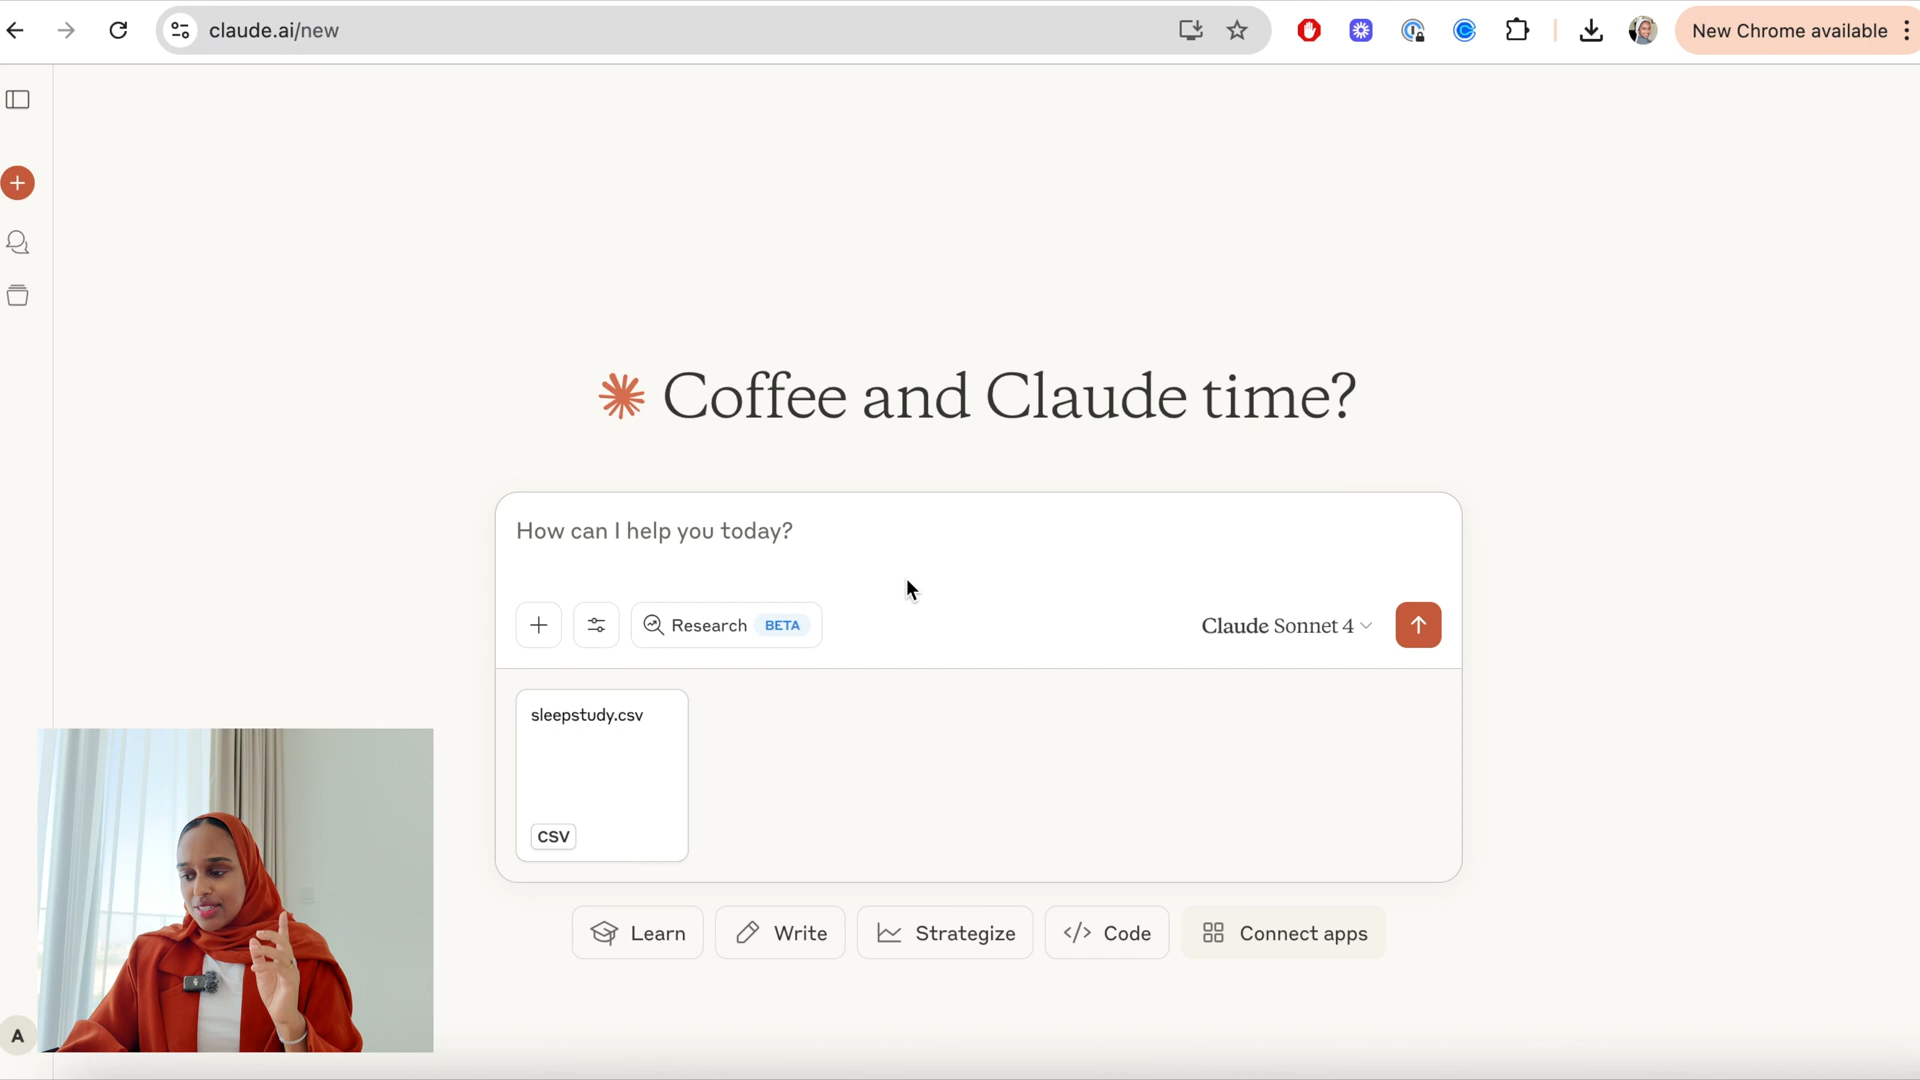 claude.ai/new
New Chrome available
Coffee and Claude time?
How can I help you today?
Research BETA
Claude Sonnet 4
sleepstudy.csv
CSV
Learn
Write
Strategize
Code
Connect apps
A